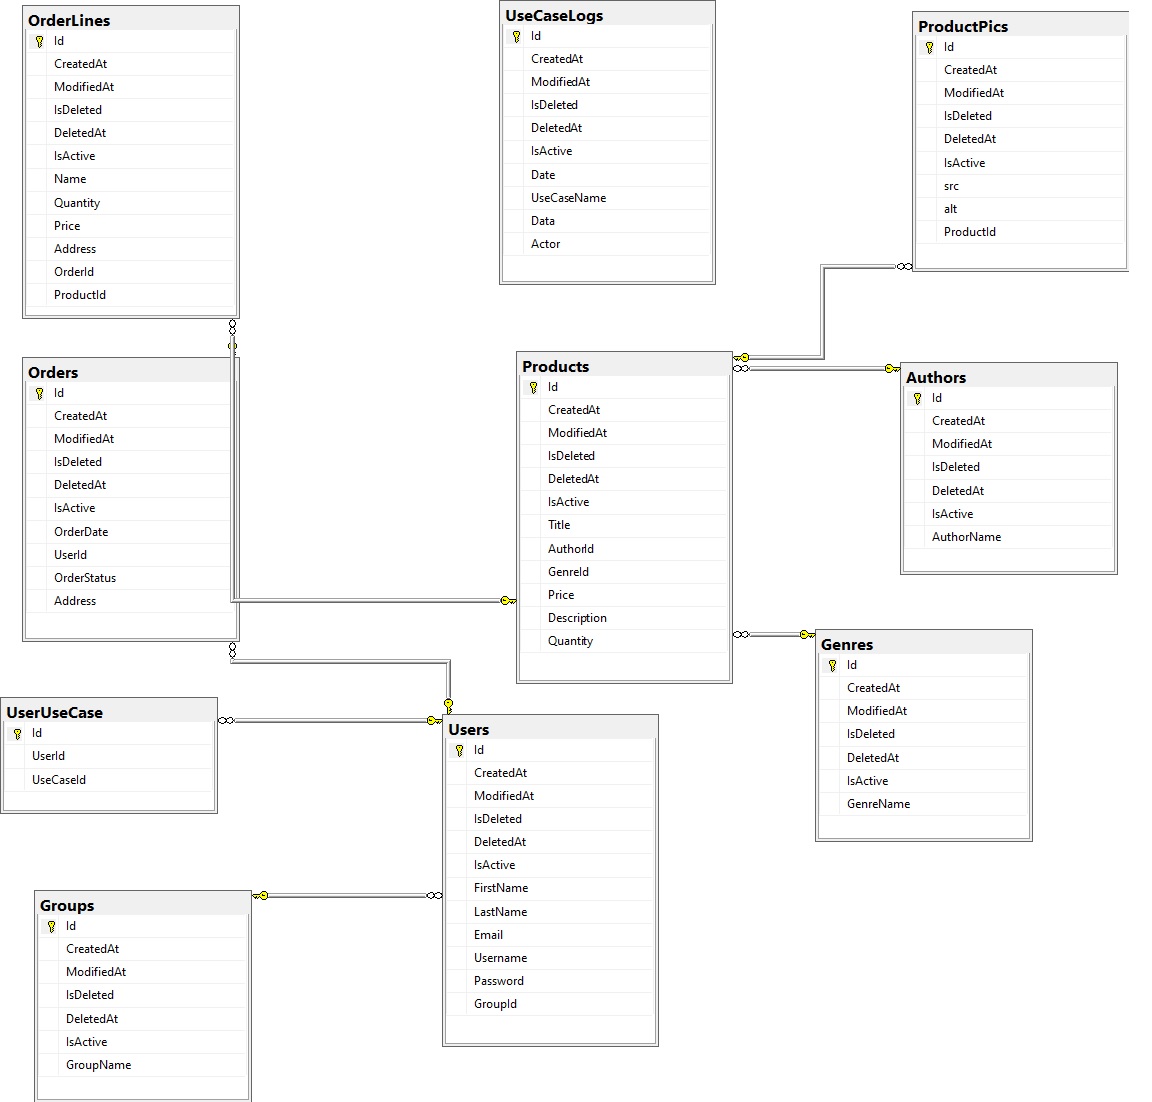 OrderLines
Id
CreatedAt
ModifiedAt
IsDeleted
DeletedAt
IsActive
Name
Quantity
Price
Address
OrderId
ProductId
UseCaseLogs
Id
CreatedAt
ModifiedAt
IsDeleted
DeletedAt
IsActive
Date
UseCaseName
Data
Actor
ProductPics
Id
CreatedAt
ModifiedAt
IsDeleted
DeletedAt
IsActive
src
alt
ProductId
Orders
Id
CreatedAt
ModifiedAt
IsDeleted
DeletedAt
IsActive
OrderDate
UserId
OrderStatus
Address
Products
Id
CreatedAt
ModifiedAt
IsDeleted
DeletedAt
IsActive
Title
AuthorId
GenreId
Price
Description
Quantity
Authors
Id
CreatedAt
ModifiedAt
IsDeleted
DeletedAt
IsActive
AuthorName
Genres
Id
CreatedAt
ModifiedAt
IsDeleted
DeletedAt
IsActive
GenreName
UserUseCase
Id
UserId
UseCaseId
Users
Id
CreatedAt
ModifiedAt
IsDeleted
DeletedAt
IsActive
FirstName
LastName
Email
Username
Password
GroupId
Groups
Id
CreatedAt
ModifiedAt
IsDeleted
DeletedAt
IsActive
GroupName